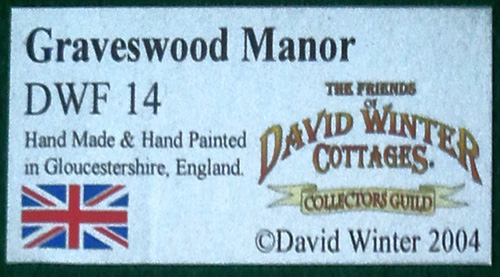 Graveswood Manor
DWF 14
Hand Made & Hand Painted
in Gloucestershire, England.
THE FRIENDS
OF
DAVID WINTER
COTTAGES.
COLLECTORS GUILD
©David Winter 2004